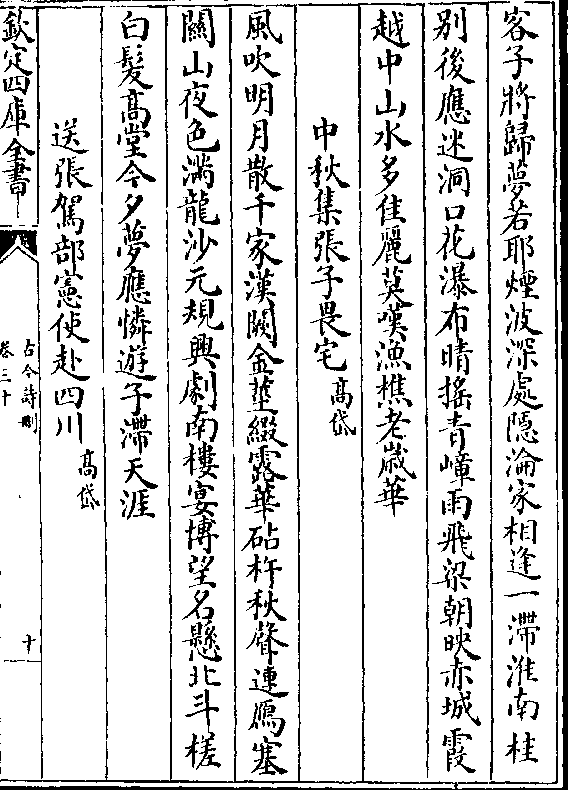 客子將歸夢若耶煙波深處隱淪家相逢一滯淮南桂
别後應迷洞口花瀑布晴搖青嶂雨飛梁朝映赤城霞
越中山水多佳麗莫嘆漁樵老歲華
中秋集張子畏宅 髙岱
風吹明月散千家漢闕金莖綴露華砧杵秋聲連鴈塞
關山夜色滿龍沙元規興劇南樓宴博望名懸北斗槎
白髮髙堂今夕夢應憐遊子滯天涯
送張駕部憲使赴四川 髙岱
欽定四庫全書
古今詩刪
卷三十
十